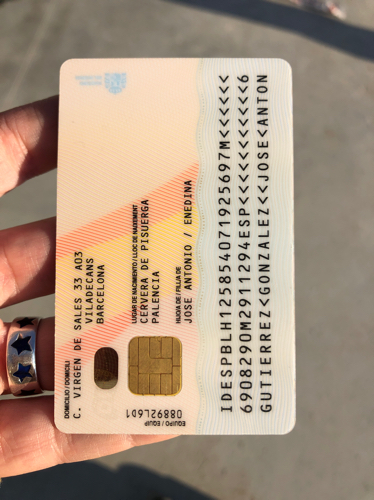 DOMICILIO / DOMICILI
C. VIRGEN DE SALES 33 A03
VILADECANS
BARCELONA
LUGAR DE NACIMIENTO / LLOC DE NAIXEMENT
CERVERA DE PISUERGA
PALENCIA
HIJO/A DE / FILL/A DE
JOSE ANTONIO / ENEDINA
EQUIPO / EQUIP
08892L6D1
IDESPBLH125854071925697M<<<<<<
6908290M2911294ESP<<<<<<<<<<<6
GUTIERREZ<GONZALEZ<<JOSE<ANTON